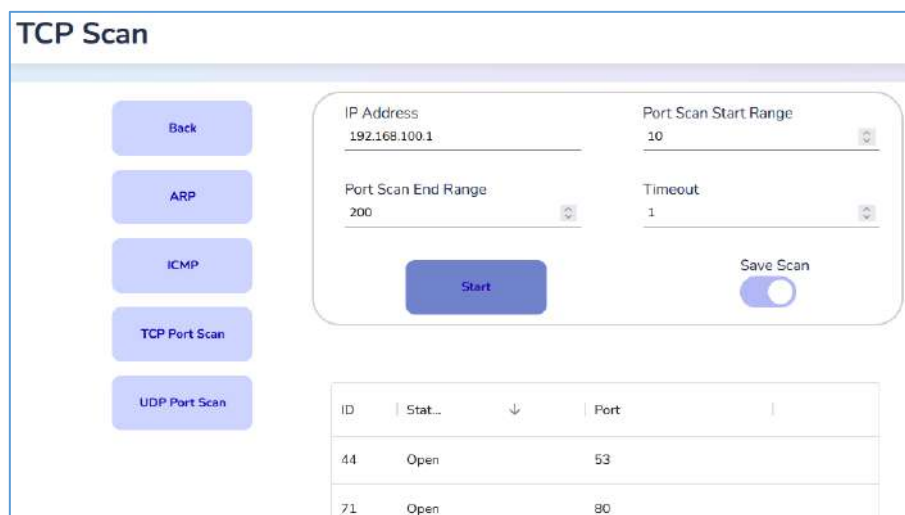 TCP Scan
Back
ARP
ICMP
TCP Port Scan
UDP Port Scan
IP Address
192.168.100.1
Port Scan Start Range
10
Port Scan End Range
200
Timeout
1
Start
Save Scan
ID Stat... Port
44 Open 53
71 Open 80